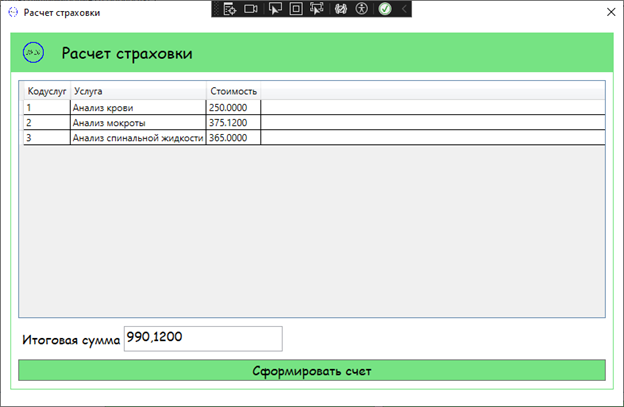 Расчет страховки
Расчет страховки
Кодуслуг Услуга Стоимость
1 Анализ крови 250.0000
2 Анализ мокроты 375.1200
3 Анализ спинальной жидкости 365.0000
Итоговая сумма 990,1200
Сформировать счет